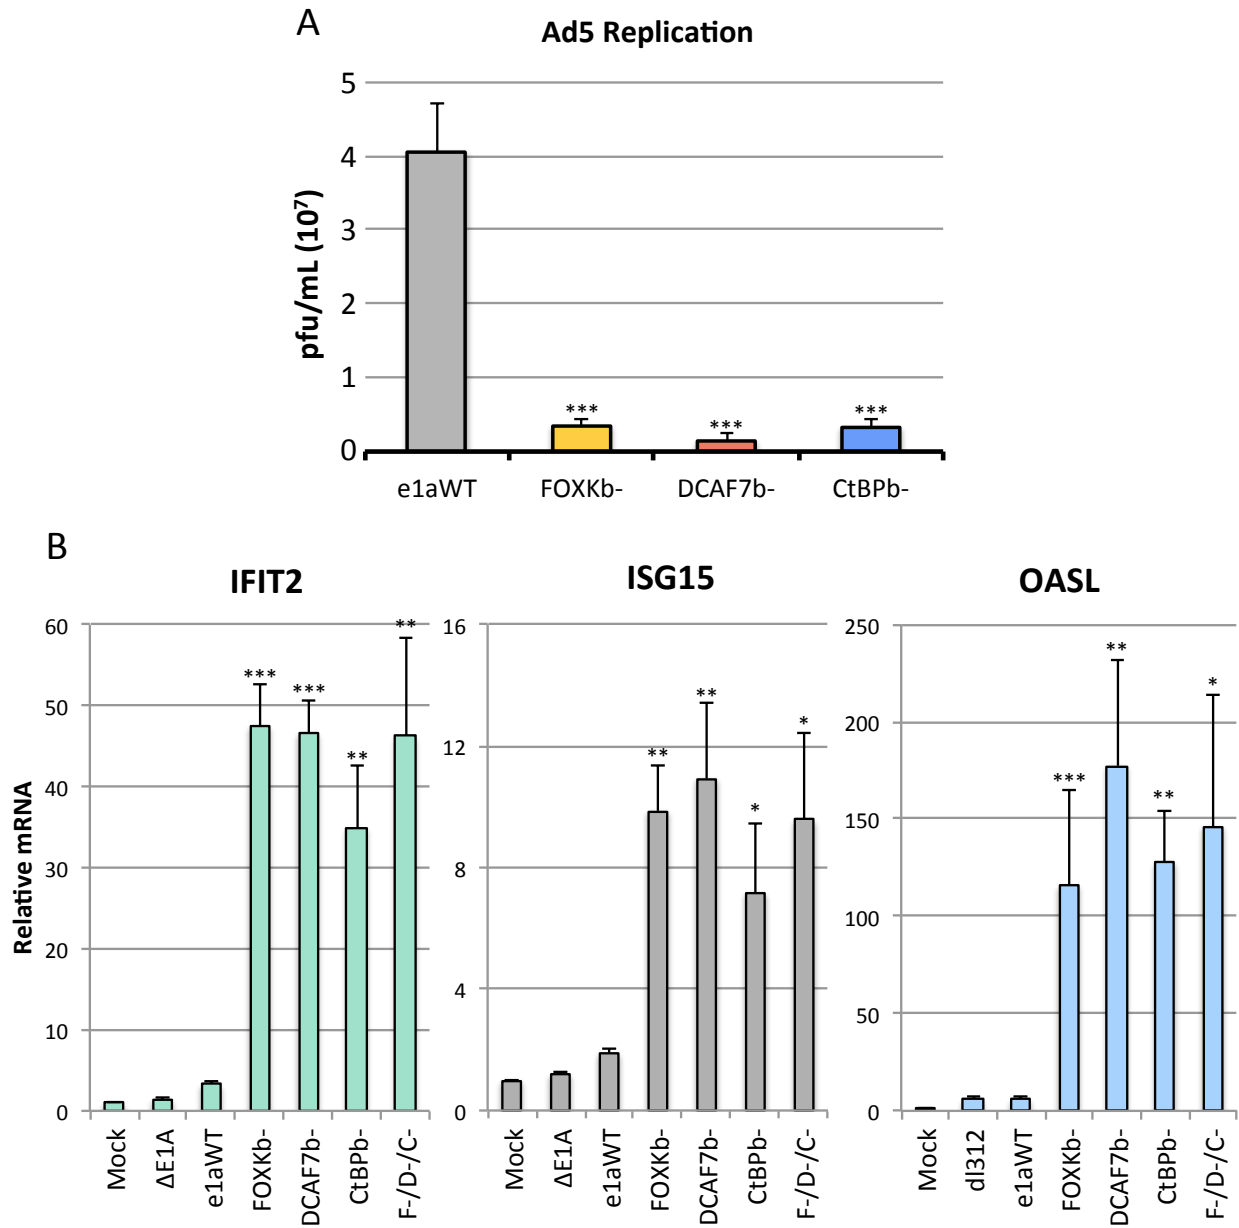 A
Ad5 Replication
pfu/mL (10⁷)
5
4
3
2
1
0
***
***
***
e1aWT
FOXKb-
DCAF7b-
CtBPb-
B
IFIT2
Relative mRNA
60
50
40
30
20
10
0
***
***
**
**
Mock
ΔE1A
e1aWT
FOXKb-
DCAF7b-
CtBPb-
F-/D-/C-
ISG15
16
12
8
4
0
**
**
*
*
Mock
ΔE1A
e1aWT
FOXKb-
DCAF7b-
CtBPb-
F-/D-/C-
OASL
250
200
150
100
50
0
***
**
**
*
Mock
dl312
e1aWT
FOXKb-
DCAF7b-
CtBPb-
F-/D-/C-